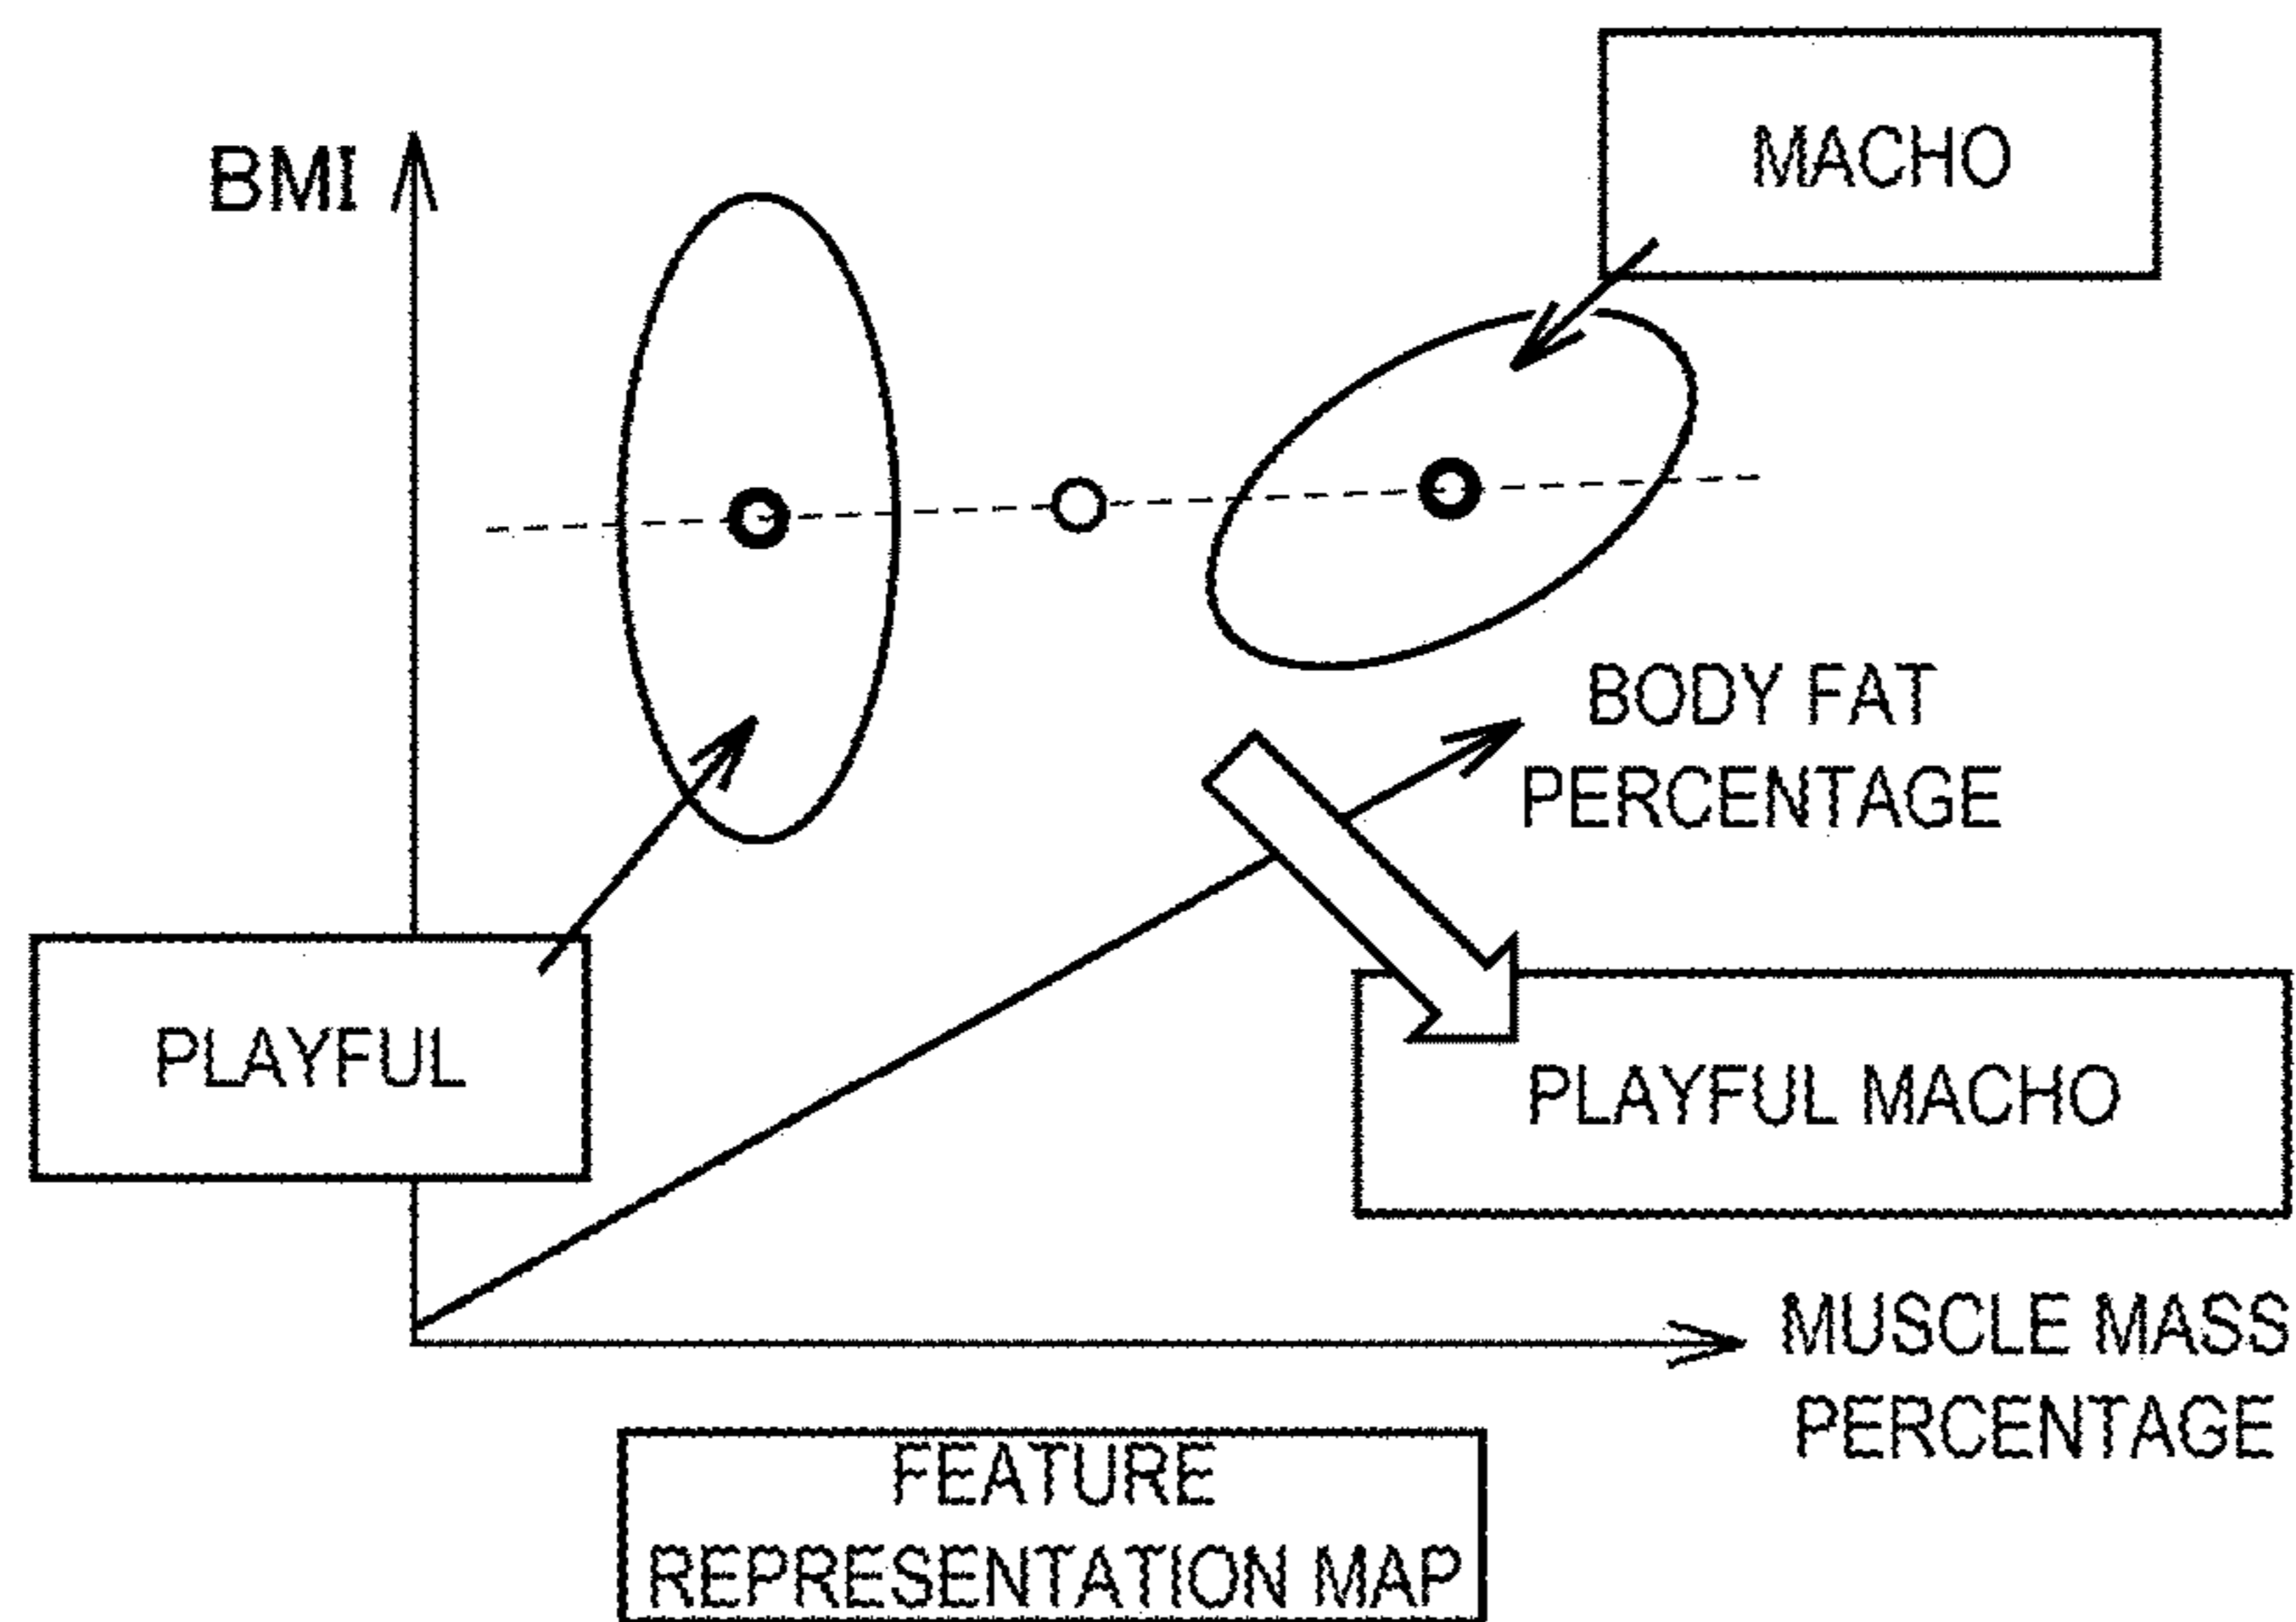 MACHO
BMI
BODY FAT
PERCENTAGE
PLAYFUL
PLAYFUL MACHO
MUSCLE MASS
PERCENTAGE
FEATURE
REPRESENTATION MAP